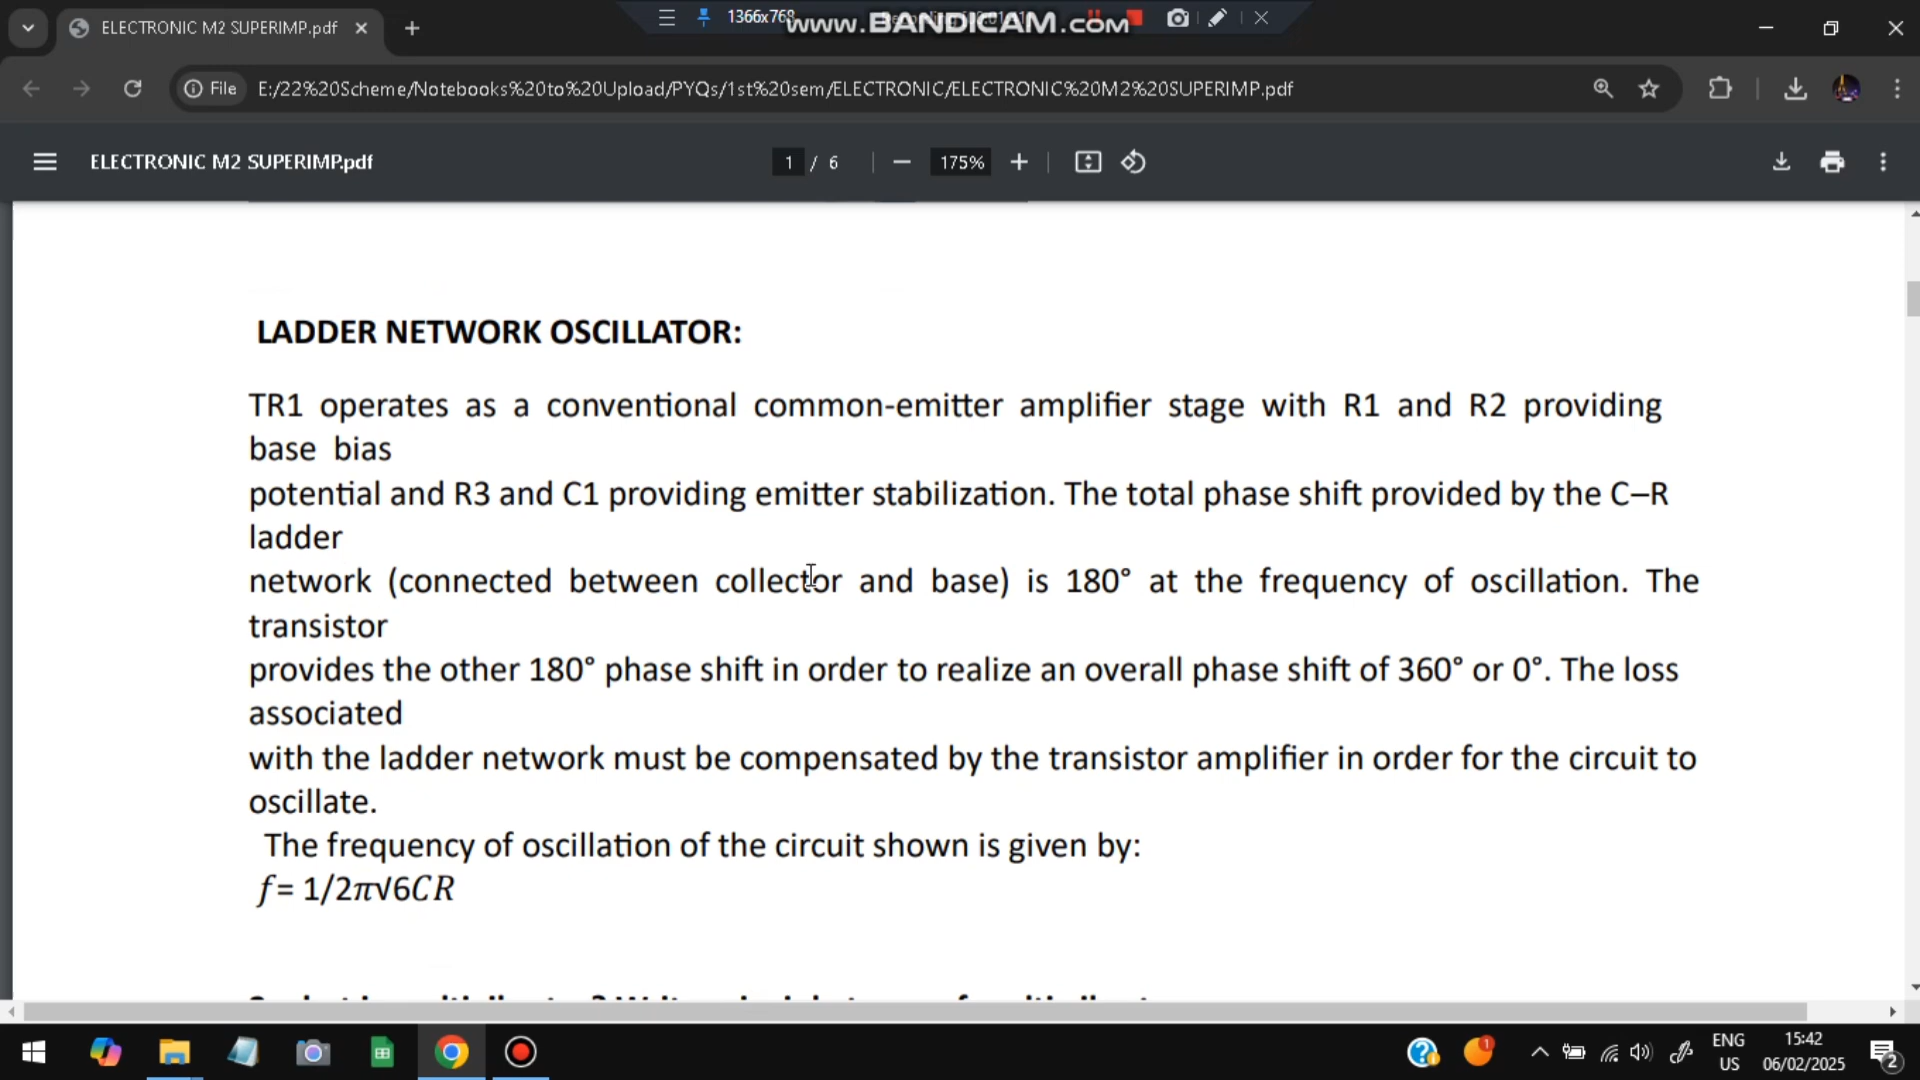 ELECTRONIC M2 SUPERIMP.pdf
1366x768
www.BANDICAM.com
File
E:/22%20Scheme/Notebooks%20to%20Upload/PYQs/1st%20sem/ELECTRONIC/ELECTRONIC%20M2%20SUPERIMP.pdf
ELECTRONIC M2 SUPERIMP.pdf
1 / 6
175%
LADDER NETWORK OSCILLATOR:
TR1 operates as a conventional common-emitter amplifier stage with R1 and R2 providing
base bias
potential and R3 and C1 providing emitter stabilization. The total phase shift provided by the C–R
ladder
network (connected between collector and base) is 180° at the frequency of oscillation. The
transistor
provides the other 180° phase shift in order to realize an overall phase shift of 360° or 0°. The loss
associated
with the ladder network must be compensated by the transistor amplifier in order for the circuit to
oscillate.
The frequency of oscillation of the circuit shown is given by:
f= 1/2π√6CR
ENG
US
15:42
06/02/2025
1
2